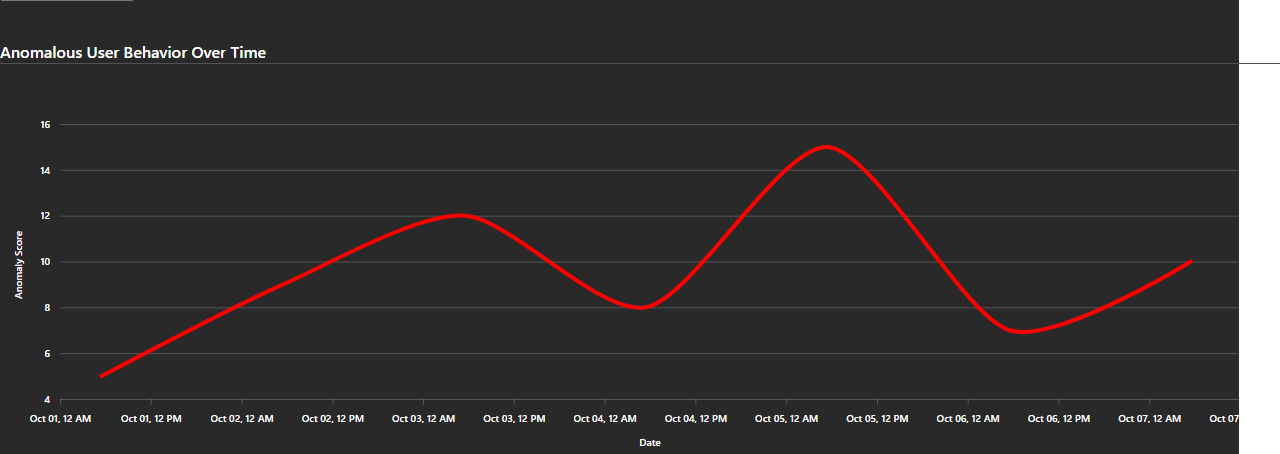 Anomalous User Behavior Over Time
16
14
12
10
8
6
4
Anomaly Score
Oct 01, 12 AM Oct 01, 12 PM Oct 02, 12 AM Oct 02, 12 PM Oct 03, 12 AM Oct 03, 12 PM Oct 04, 12 AM Oct 04, 12 PM Oct 05, 12 AM Oct 05, 12 PM Oct 06, 12 AM Oct 06, 12 PM Oct 07, 12 AM Oct 07
Date